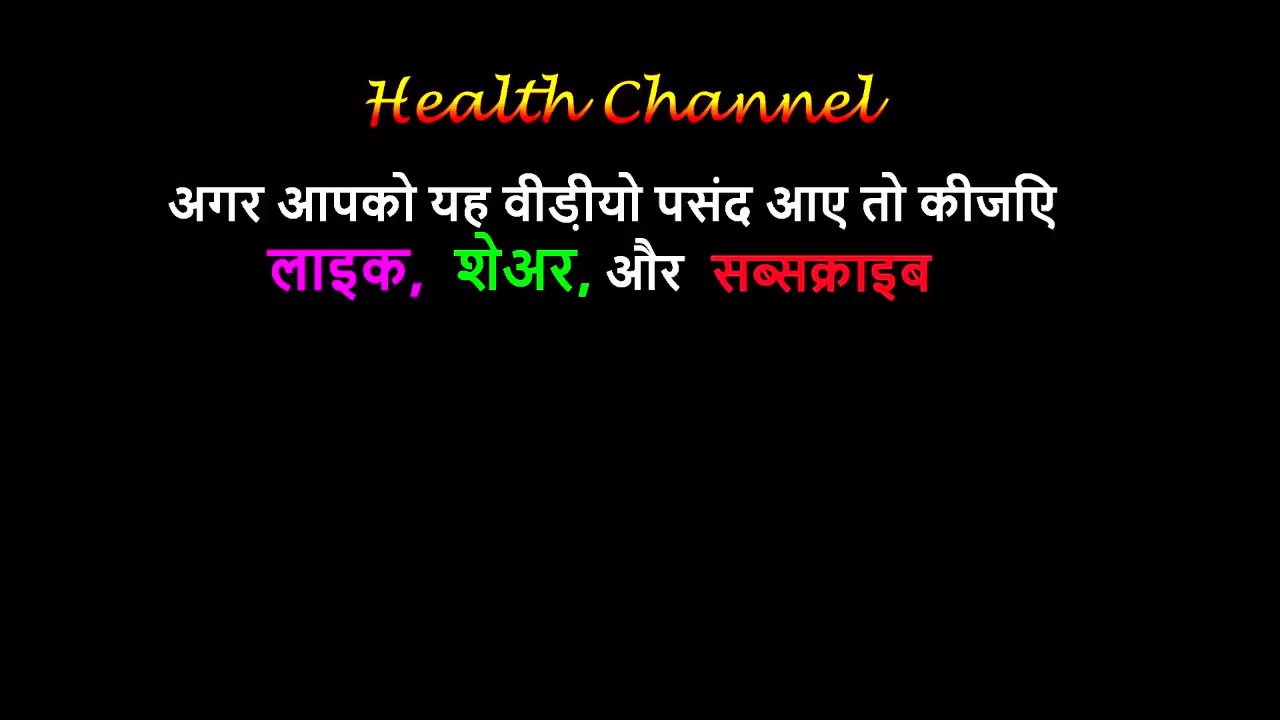 Health Channel
अगर आपको यह वीड़ीयो पसंद आए तो कीजिए
लाइक, शेअर, और सब्सक्राइब